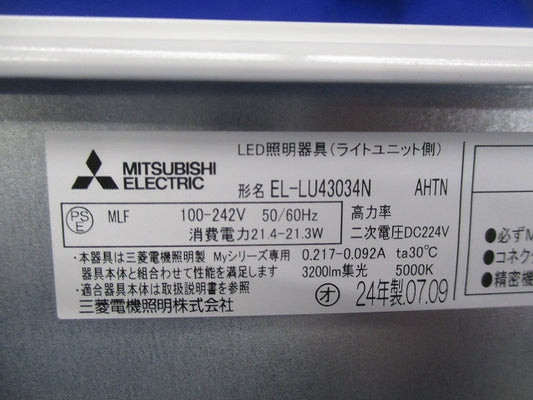 LED照明器具(ライトユニット側)
MITSUBISHI
ELECTRIC
形名 EL-LU43034N AHTN
PSE MLF 100-242V 50/60Hz 高力率
消費電力21.4-21.3W 二次電圧DC224V
・本器具は三菱電機照明製 Myシリーズ専用 0.217-0.092A ta30℃
器具本体と組合わせて性能を満足します 3200lm集光 5000K
・適合器具本体は取扱説明書を参照
三菱電機照明株式会社 オ 24年製.07.09
●必ずM
●コネク
●精密機